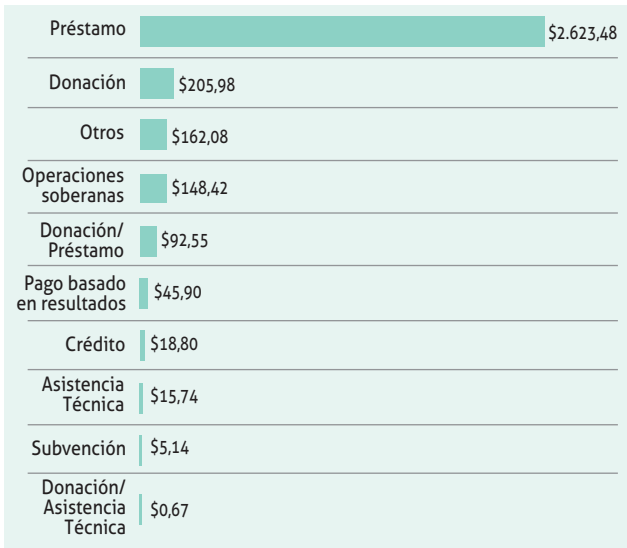 Préstamo
$2.623,48
Donación
$205,98
Otros
$162,08
Operaciones
soberanas
$148,42
Donación/
Préstamo
$92,55
Pago basado
en resultados
$45,90
Crédito
$18,80
Asistencia
Técnica
$15,74
Subvención
$5,14
Donación/
Asistencia
Técnica
$0,67